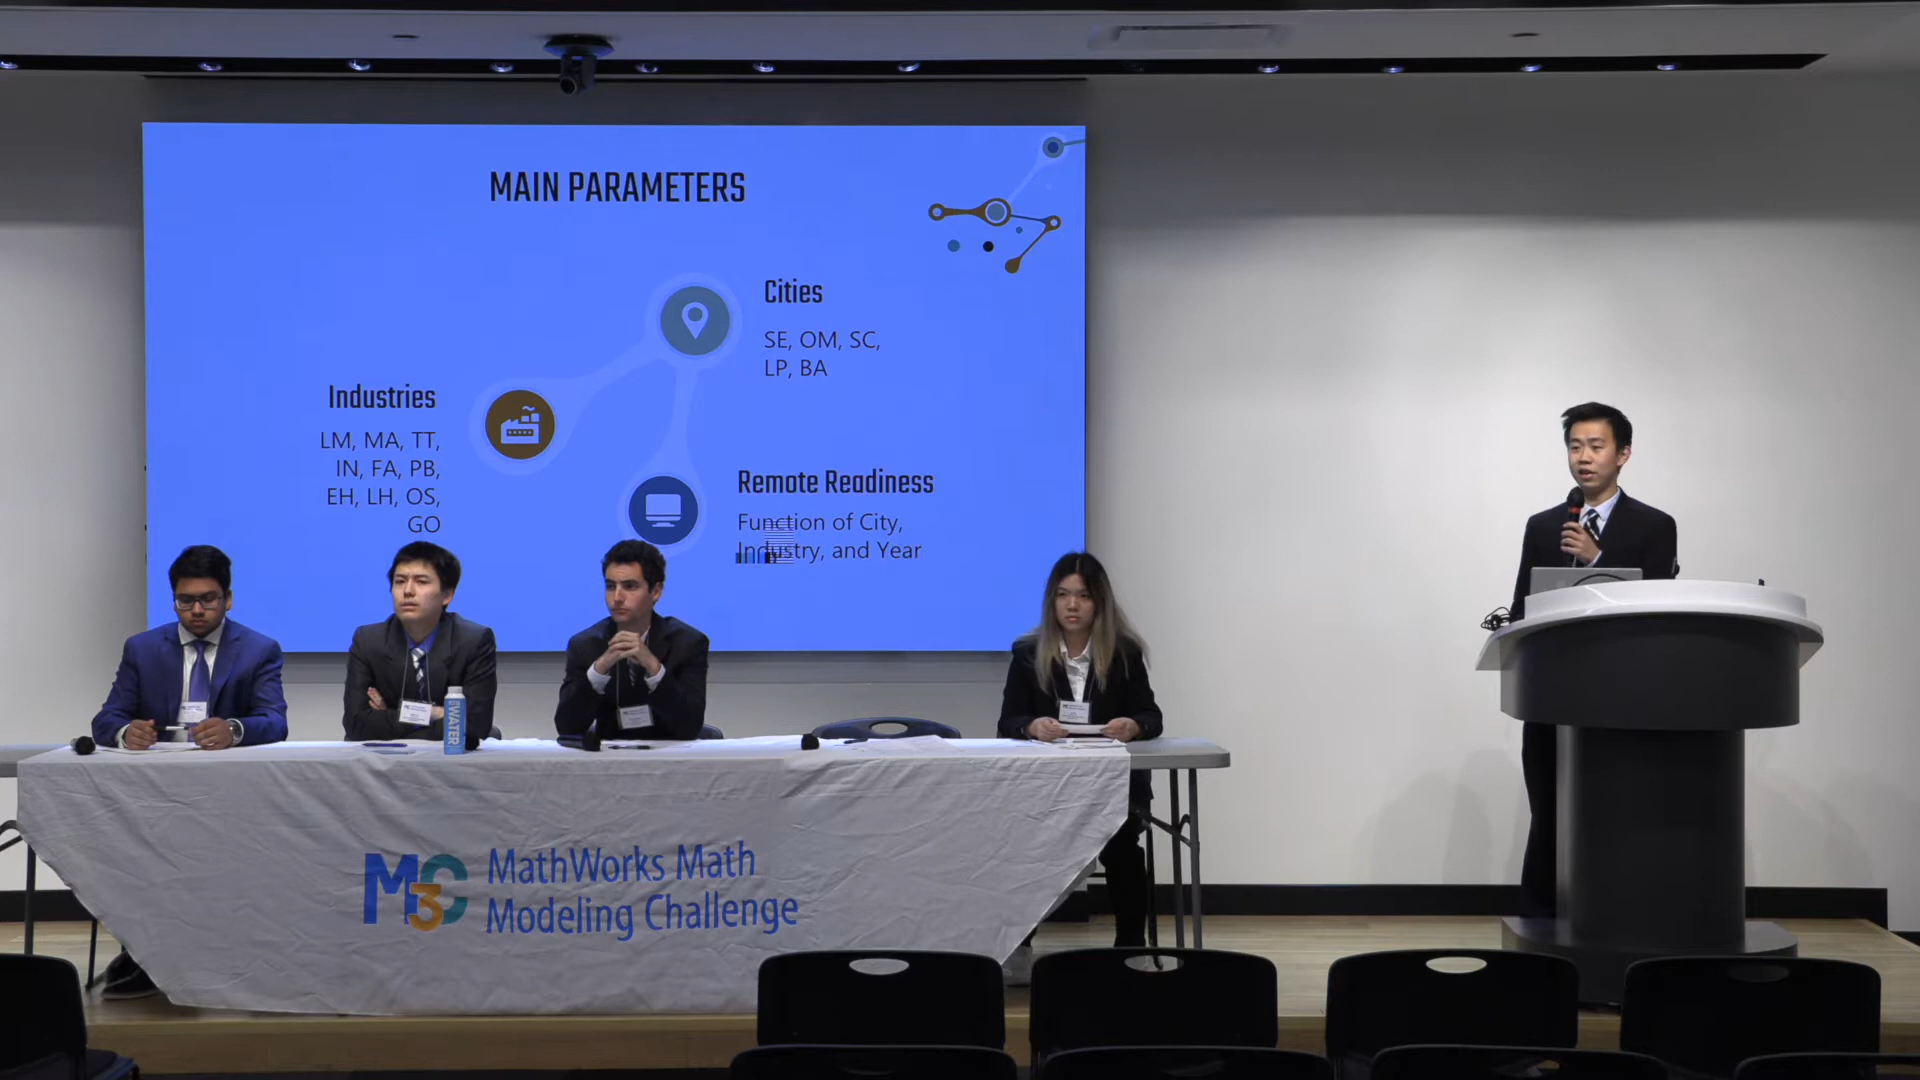 MAIN PARAMETERS
Cities
SE, OM, SC,
LP, BA
Industries
LM, MA, TT,
IN, FA, PB,
EH, LH, OS,
GO
Remote Readiness
Function of City,
Industry, and Year
WATER
M3C
MathWorks Math
Modeling Challenge